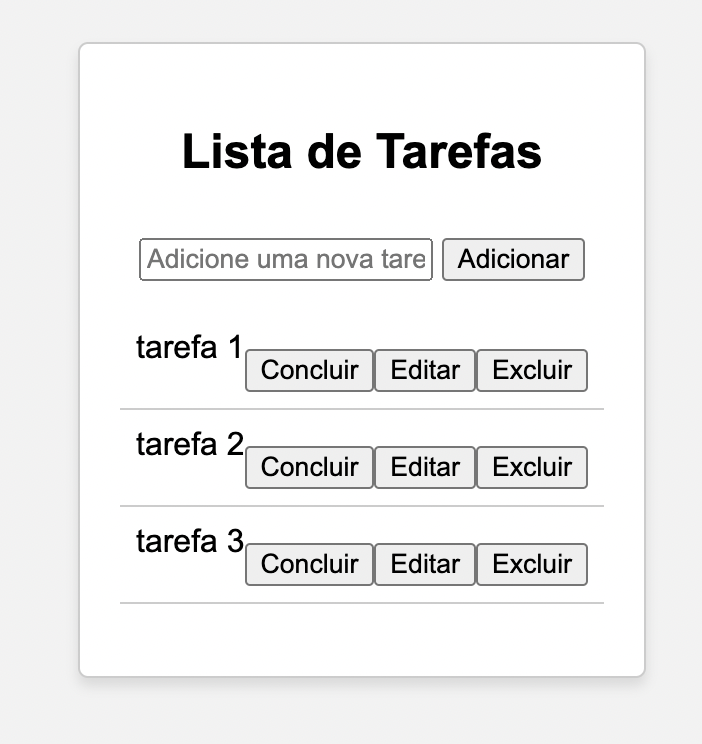 Lista de Tarefas
Adicione uma nova tare Adicionar
tarefa 1
Concluir Editar Excluir
tarefa 2
Concluir Editar Excluir
tarefa 3
Concluir Editar Excluir